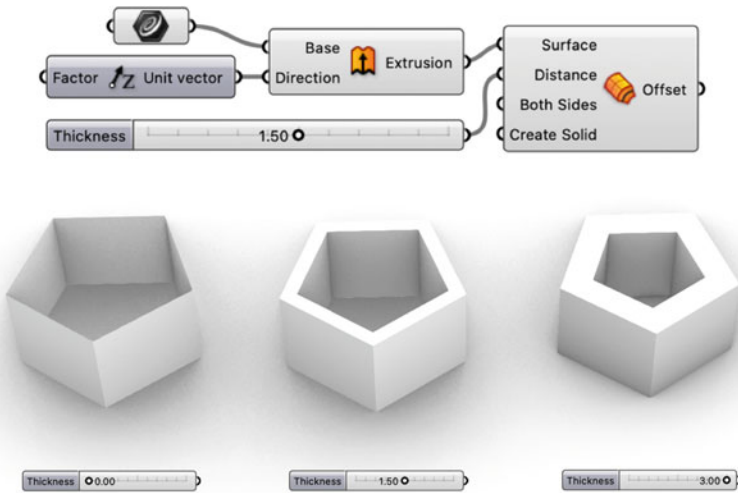 Base
Factor Z Unit vector
Direction
Extrusion
Thickness 1.50
Surface
Distance
Both Sides
Create Solid
Offset
Thickness 0.00
Thickness 1.50
Thickness 3.00